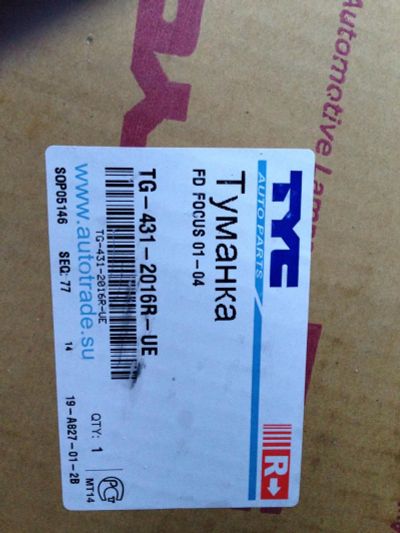 Automotive Lamps
TYC
AUTO PARTS
Туманка
FD FOCUS 01-04
R
TG-431-2016R-UE
TG-431-2016R-UE
QTY: 1
www.autotrade.su
SOP05146 SEQ: 77 14 19-A827-01-2B MT14